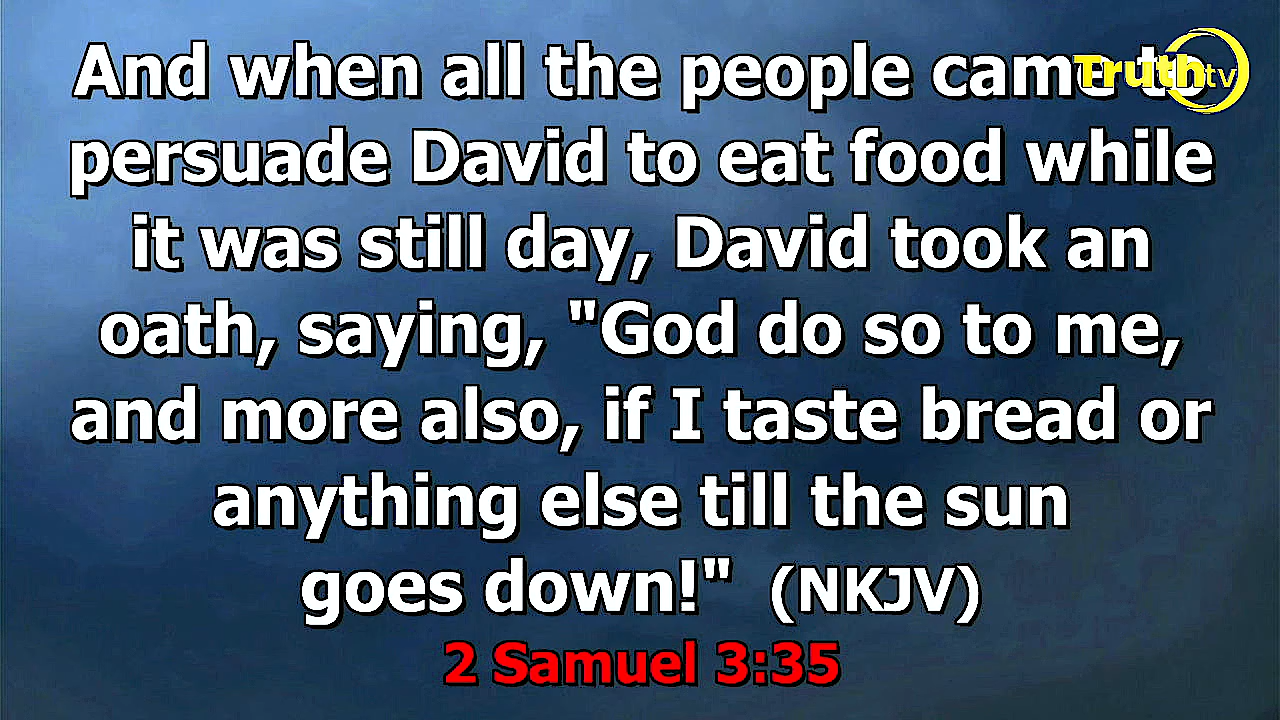 And when all the people came to
persuade David to eat food while
it was still day, David took an
oath, saying, "God do so to me,
and more also, if I taste bread or
anything else till the sun
goes down!" (NKJV)
2 Samuel 3:35
Truth tv